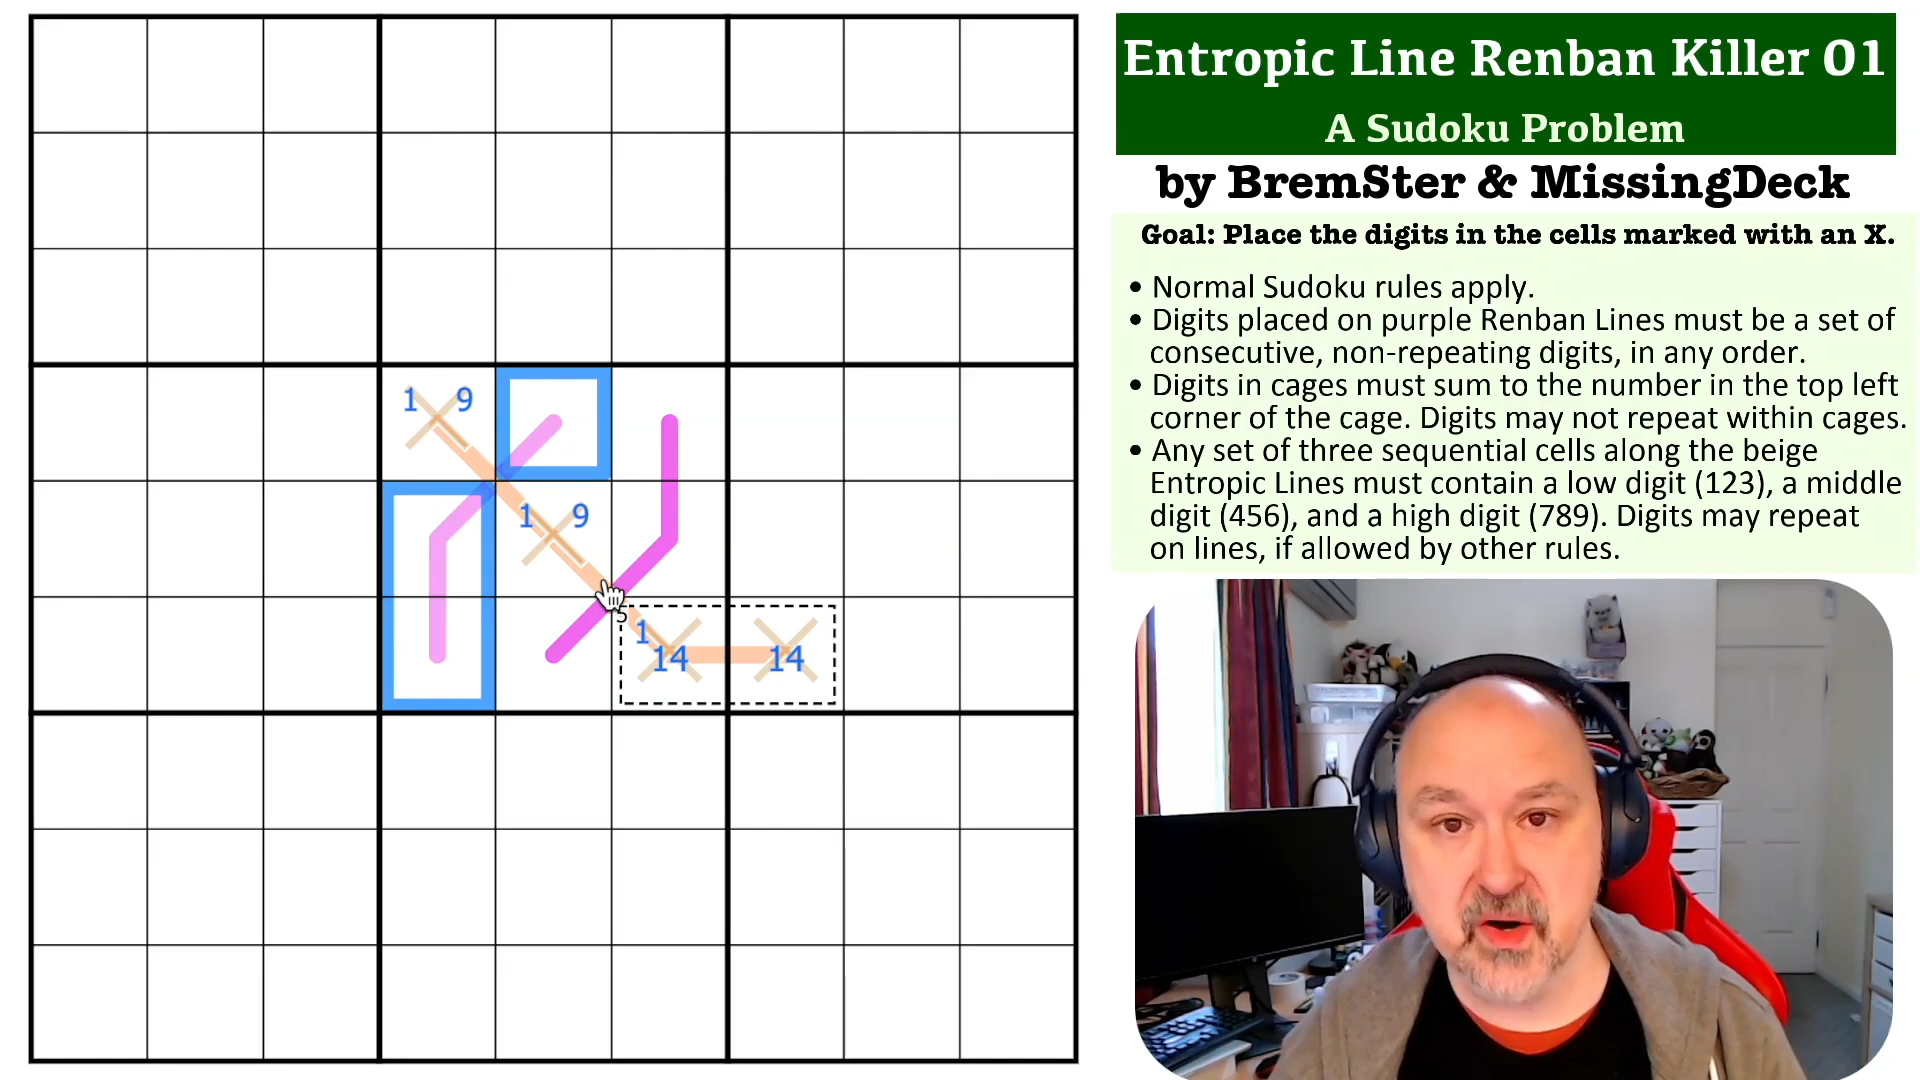 Entropic Line Renban Killer 01
A Sudoku Problem
by BremSter & MissingDeck
Goal: Place the digits in the cells marked with an X.
• Normal Sudoku rules apply.
• Digits placed on purple Renban Lines must be a set of
consecutive, non-repeating digits, in any order.
• Digits in cages must sum to the number in the top left
corner of the cage. Digits may not repeat within cages.
• Any set of three sequential cells along the beige
Entropic Lines must contain a low digit (123), a middle
digit (456), and a high digit (789). Digits may repeat
on lines, if allowed by other rules.
1 9
1 9
5
1
14 14